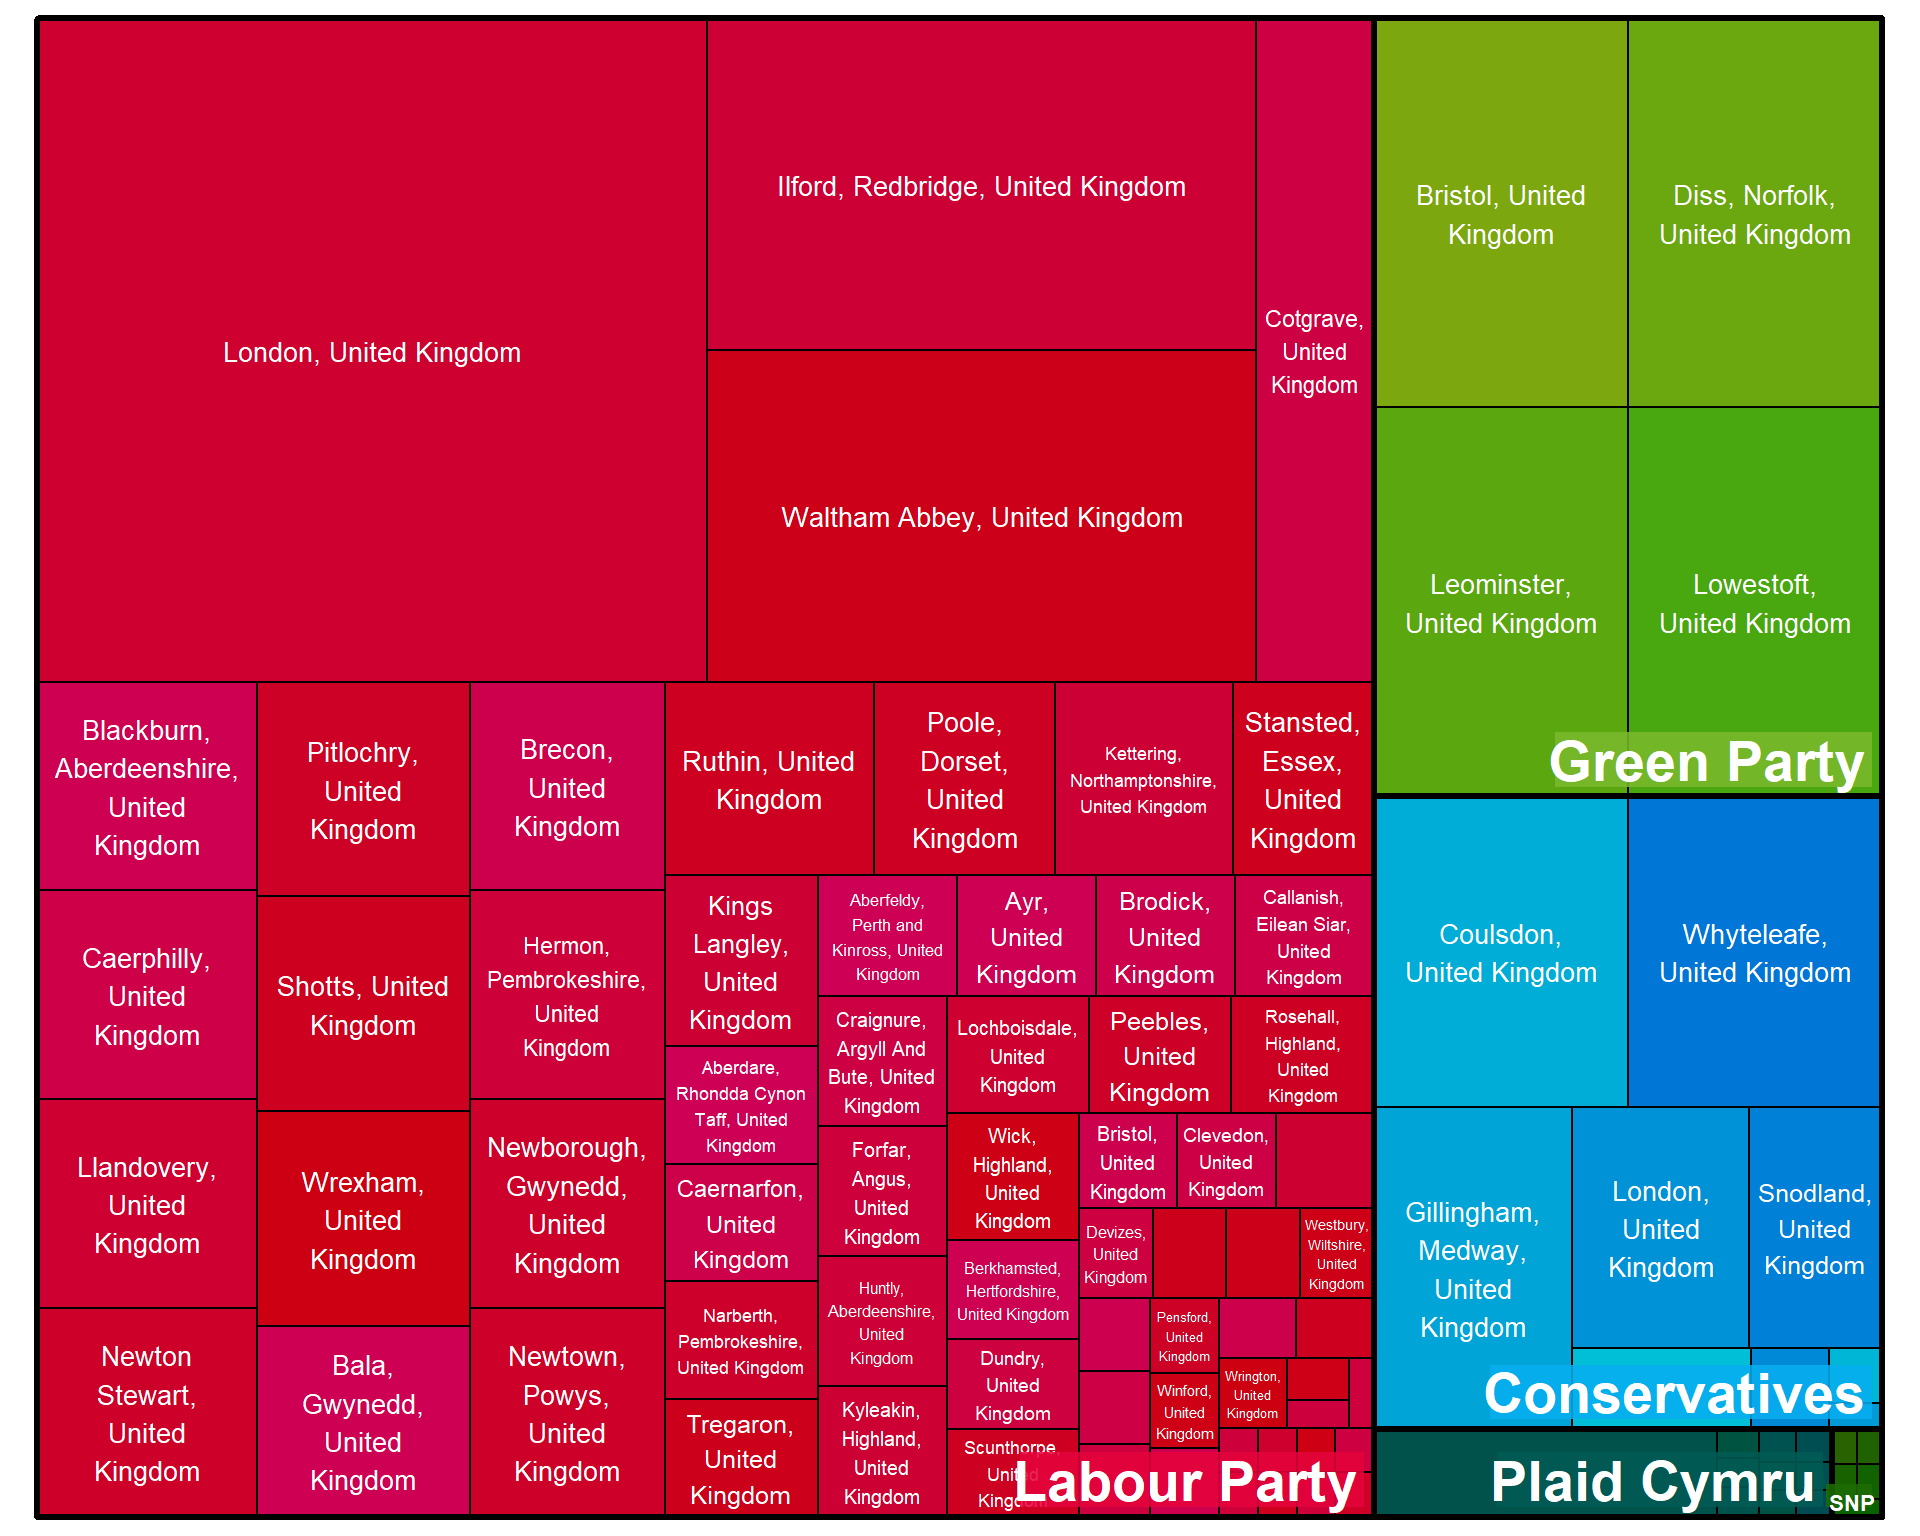 London, United Kingdom
Ilford, Redbridge, United Kingdom
Waltham Abbey, United Kingdom
Cotgrave,
United
Kingdom
Blackburn,
Aberdeenshire,
United
Kingdom
Caerphilly,
United
Kingdom
Llandovery,
United
Kingdom
Newton
Stewart,
United
Kingdom
Pitlochry,
United
Kingdom
Shotts, United
Kingdom
Wrexham,
United
Kingdom
Bala,
Gwynedd,
United
Kingdom
Brecon,
United
Kingdom
Hermon,
Pembrokeshire,
United
Kingdom
Newborough,
Gwynedd,
United
Kingdom
Newtown,
Powys,
United
Kingdom
Ruthin, United
Kingdom
Poole,
Dorset,
United
Kingdom
Kettering,
Northamptonshire,
United Kingdom
Stansted,
Essex,
United
Kingdom
Kings
Langley,
United
Kingdom
Aberdare,
Rhondda Cynon
Taff, United
Kingdom
Caernarfon,
United
Kingdom
Narberth,
Pembrokeshire,
United Kingdom
Tregaron,
United
Kingdom
Aberfeldy,
Perth and
Kinross, United
Kingdom
Ayr,
United
Kingdom
Brodick,
United
Kingdom
Callanish,
Eilean Siar,
United
Kingdom
Craignure,
Argyll And
Bute, United
Kingdom
Forfar,
Angus,
United
Kingdom
Huntly,
Aberdeenshire,
United
Kingdom
Kyleakin,
Highland,
United
Kingdom
Lochboisdale,
United
Kingdom
Peebles,
United
Kingdom
Rosehall,
Highland,
United
Kingdom
Wick,
Highland,
United
Kingdom
Berkhamsted,
Hertfordshire,
United Kingdom
Dundry,
United
Kingdom
Scunthorpe,
United
Kingdom
Bristol,
United
Kingdom
Clevedon,
United
Kingdom
Devizes,
United
Kingdom
Westbury,
Wiltshire,
United
Kingdom
Pensford,
United
Kingdom
Winford,
United
Kingdom
Wrington,
United
Kingdom
Labour Party
Bristol, United
Kingdom
Diss, Norfolk,
United Kingdom
Leominster,
United Kingdom
Lowestoft,
United Kingdom
Green Party
Coulsdon,
United Kingdom
Whyteleafe,
United Kingdom
Gillingham,
Medway,
United
Kingdom
London,
United
Kingdom
Snodland,
United
Kingdom
Conservatives
Plaid Cymru
SNP